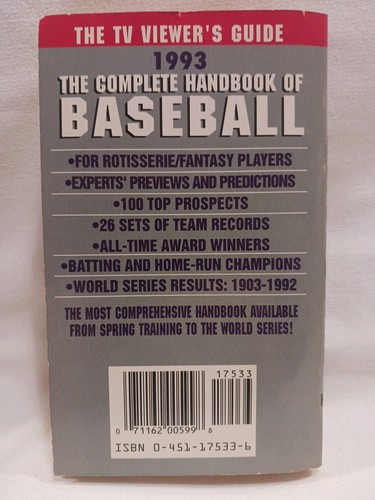 THE TV VIEWER'S GUIDE
1993
THE COMPLETE HANDBOOK OF
BASEBALL
•FOR ROTISSERIE/FANTASY PLAYERS
•EXPERTS' PREVIEWS AND PREDICTIONS
•100 TOP PROSPECTS
•26 SETS OF TEAM RECORDS
•ALL-TIME AWARD WINNERS
•BATTING AND HOME-RUN CHAMPIONS
•WORLD SERIES RESULTS: 1903-1992
THE MOST COMPREHENSIVE HANDBOOK AVAILABLE
FROM SPRING TRAINING TO THE WORLD SERIES!
17533
0 71162 00599 8
ISBN 0-451-17533-6